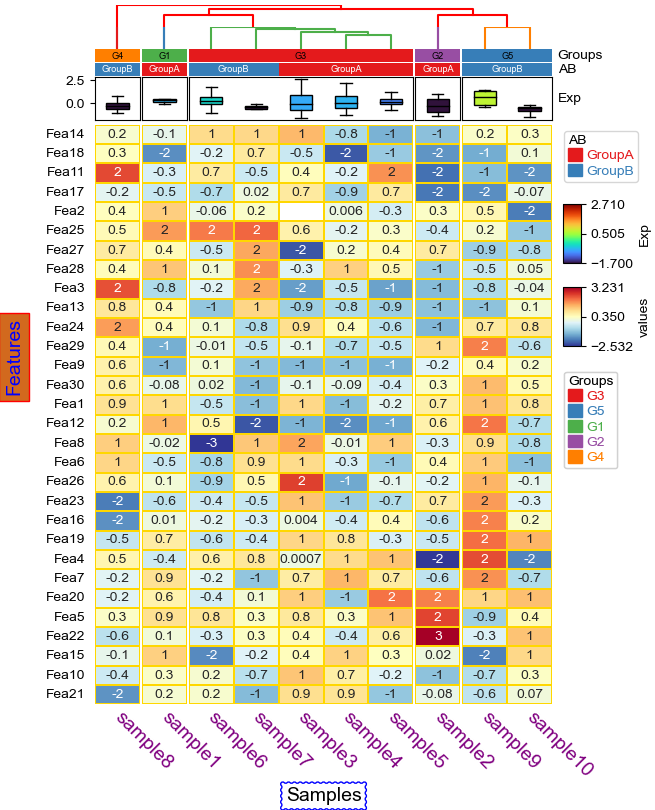 G4 G1 G3 G2 G5 Groups
GroupB GroupA GroupB GroupA GroupA GroupB AB
2.5
0.0
Exp
Fea14 0.2 -0.1 1 1 1 -0.8 -1 -1 0.2 0.3
Fea18 0.3 -2 -0.2 0.7 -0.5 -2 -1 -2 -1 0.1
Fea11 2 -0.3 0.7 -0.5 0.4 -0.2 2 -2 -1 -2
Fea17 -0.2 -0.5 -0.7 0.02 0.7 -0.9 0.7 -2 -2 -0.07
Fea2 0.4 1 -0.06 0.2 0.006 -0.3 0.3 0.5 -2
Fea25 0.5 2 2 2 0.6 -0.2 0.3 -0.4 0.2 -1
Fea27 0.7 0.4 -0.5 2 -2 0.2 0.4 0.7 -0.9 -0.8
Fea28 0.4 1 0.1 2 -0.3 1 0.5 -1 -0.5 0.05
Fea3 2 -0.8 -0.2 2 -2 -0.5 -1 -1 -0.8 -0.04
Fea13 0.8 0.4 -1 1 -0.9 -0.8 -0.9 -1 -1 0.1
Fea24 2 0.4 0.1 -0.8 0.9 0.4 -0.6 -1 0.7 0.8
Fea29 0.4 -1 -0.01 -0.5 -0.1 -0.7 -0.5 1 2 -0.6
Fea9 0.6 -1 0.1 -1 -1 -1 -1 -0.2 0.4 0.2
Fea30 0.6 -0.08 0.02 -1 -0.1 -0.09 -0.4 0.3 1 0.5
Fea1 0.9 1 -0.5 -1 1 -1 -0.2 0.7 1 0.8
Fea12 0.2 1 0.5 -2 -1 -2 -1 0.6 2 -0.7
Fea8 1 -0.02 -3 1 2 -0.01 1 -0.3 0.9 -0.8
Fea6 1 -0.5 -0.8 0.9 1 -0.3 -1 0.4 1 -1
Fea26 0.6 0.1 -0.9 0.5 2 -1 -0.1 -0.2 1 -0.1
Fea23 -2 -0.6 -0.4 -0.5 1 -1 -0.7 0.7 2 -0.3
Fea16 -2 0.01 -0.2 -0.3 0.004 -0.4 0.4 -0.6 2 0.2
Fea19 -0.5 0.7 -0.6 -0.4 1 0.8 -0.3 -0.5 2 1
Fea4 0.5 -0.4 0.6 0.8 0.0007 1 1 -2 2 -2
Fea7 -0.2 0.9 -0.2 -1 0.7 1 0.7 -0.6 2 -0.7
Fea20 -0.2 0.6 -0.4 0.1 1 -1 2 2 1 1
Fea5 0.3 0.9 0.8 0.3 0.8 0.3 1 2 -0.9 0.4
Fea22 -0.6 0.1 -0.3 0.3 0.4 -0.4 0.6 3 -0.3 1
Fea15 -0.1 1 -2 -0.2 0.4 1 0.3 0.02 -2 1
Fea10 -0.4 0.3 0.2 -0.7 1 0.7 -0.2 -1 -0.7 0.3
Fea21 -2 0.2 0.2 -1 0.9 0.9 -1 -0.08 -0.6 0.07
Features
sample8 sample1 sample6 sample7 sample3 sample4 sample5 sample2 sample9 sample10
Samples
AB
GroupA
GroupB
2.710
0.505
-1.700
Exp
3.231
0.350
−2.532
values
Groups
G3
G5
G1
G2
G4